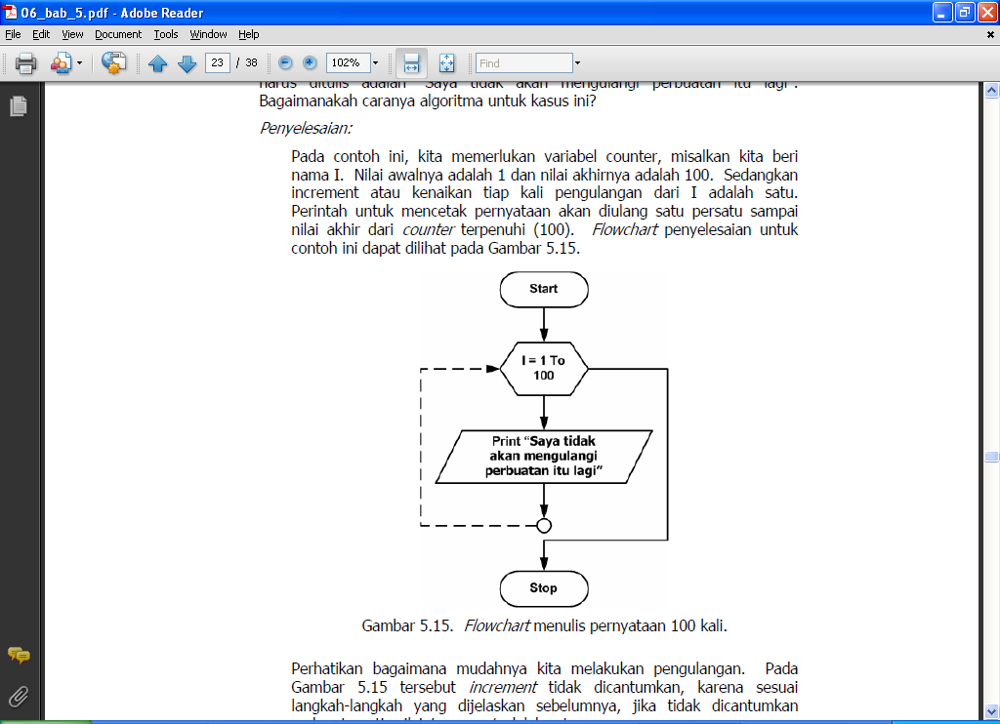 06_bab_5.pdf - Adobe Reader
File Edit View Document Tools Window Help
23 / 38 102% Find
harus ditulis adalah "Saya tidak akan mengulangi perbuatan itu lagi".
Bagaimanakah caranya algoritma untuk kasus ini?
Penyelesaian:
Pada contoh ini, kita memerlukan variabel counter, misalkan kita beri
nama I. Nilai awalnya adalah 1 dan nilai akhirnya adalah 100. Sedangkan
increment atau kenaikan tiap kali pengulangan dari I adalah satu.
Perintah untuk mencetak pernyataan akan diulang satu persatu sampai
nilai akhir dari counter terpenuhi (100). Flowchart penyelesaian untuk
contoh ini dapat dilihat pada Gambar 5.15.
Start
I = 1 To
100
Print "Saya tidak
akan mengulangi
perbuatan itu lagi"
Stop
Gambar 5.15. Flowchart menulis pernyataan 100 kali.
Perhatikan bagaimana mudahnya kita melakukan pengulangan. Pada
Gambar 5.15 tersebut increment tidak dicantumkan, karena sesuai
langkah-langkah yang dijelaskan sebelumnya, jika tidak dicantumkan